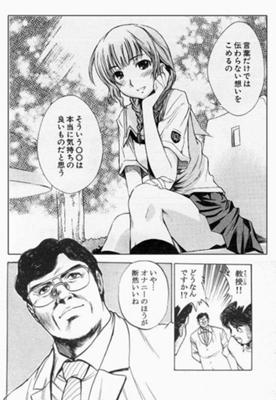 言葉だけでは
伝わらない想いを
こめるの
そういう○○は
本当に気持ちの
良いものだと思う
教授!!
どうなん
ですか!?
いや…
オナニーのほうが
断然いいね